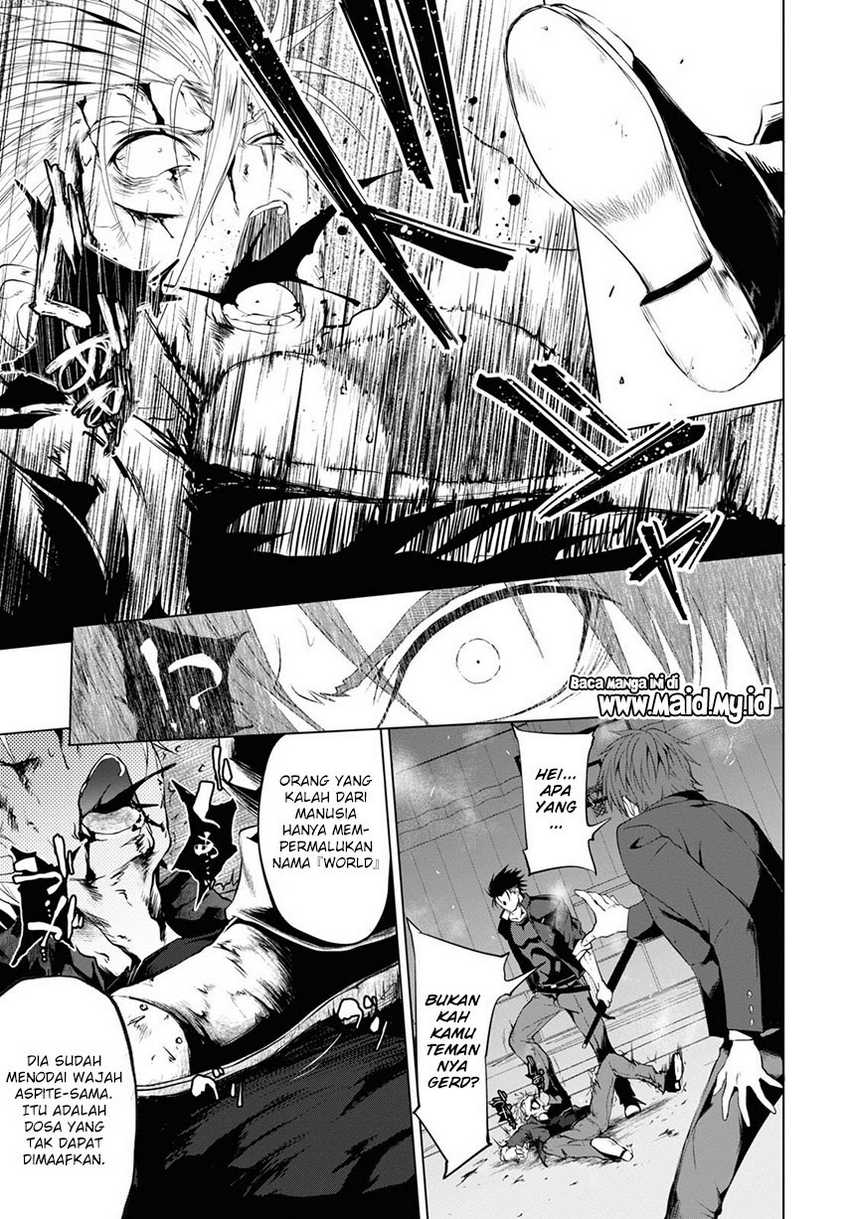 !?
Baca Manga ini di
www.Maid.My.id
HEI...
APA
YANG
...
BUKAN
KAH
KAMU
TEMAN
NYA
GERD?
ORANG YANG
KALAH DARI
MANUSIA
HANYA MEM-
PERMALUKAN
NAMA『WORLD』
DIA SUDAH
MENODAI WAJAH
ASPITE-SAMA.
ITU ADALAH
DOSA YANG
TAK DAPAT
DIMAAFKAN.